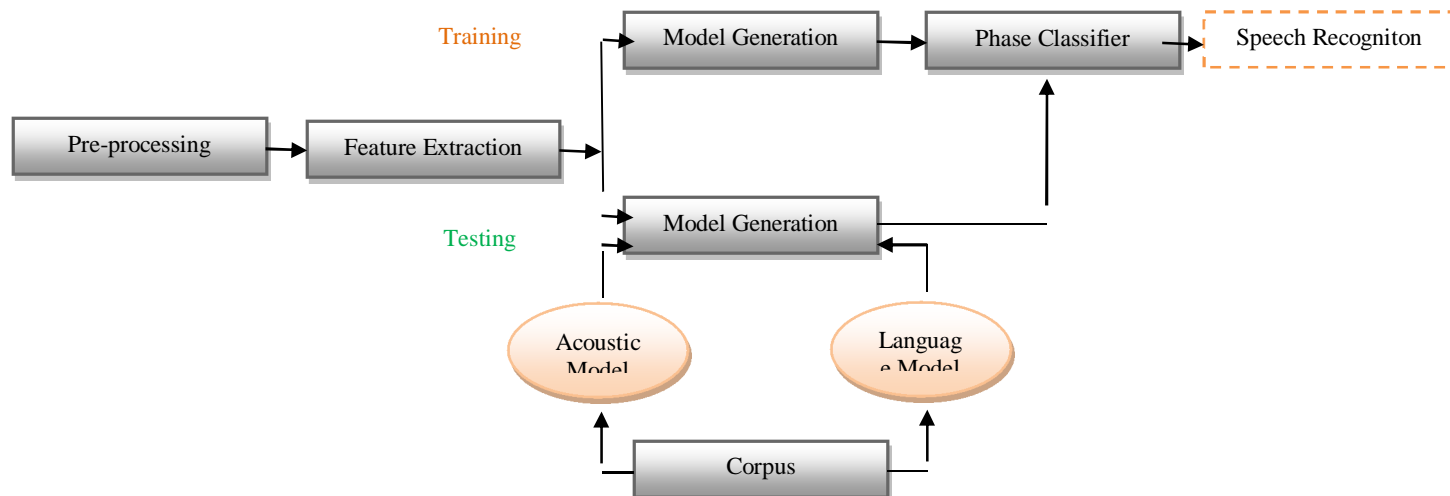 Training
Model Generation
Phase Classifier
Speech Recogniton
Pre-processing
Feature Extraction
Model Generation
Testing
Acoustic
Model
Languag
e Model
Corpus